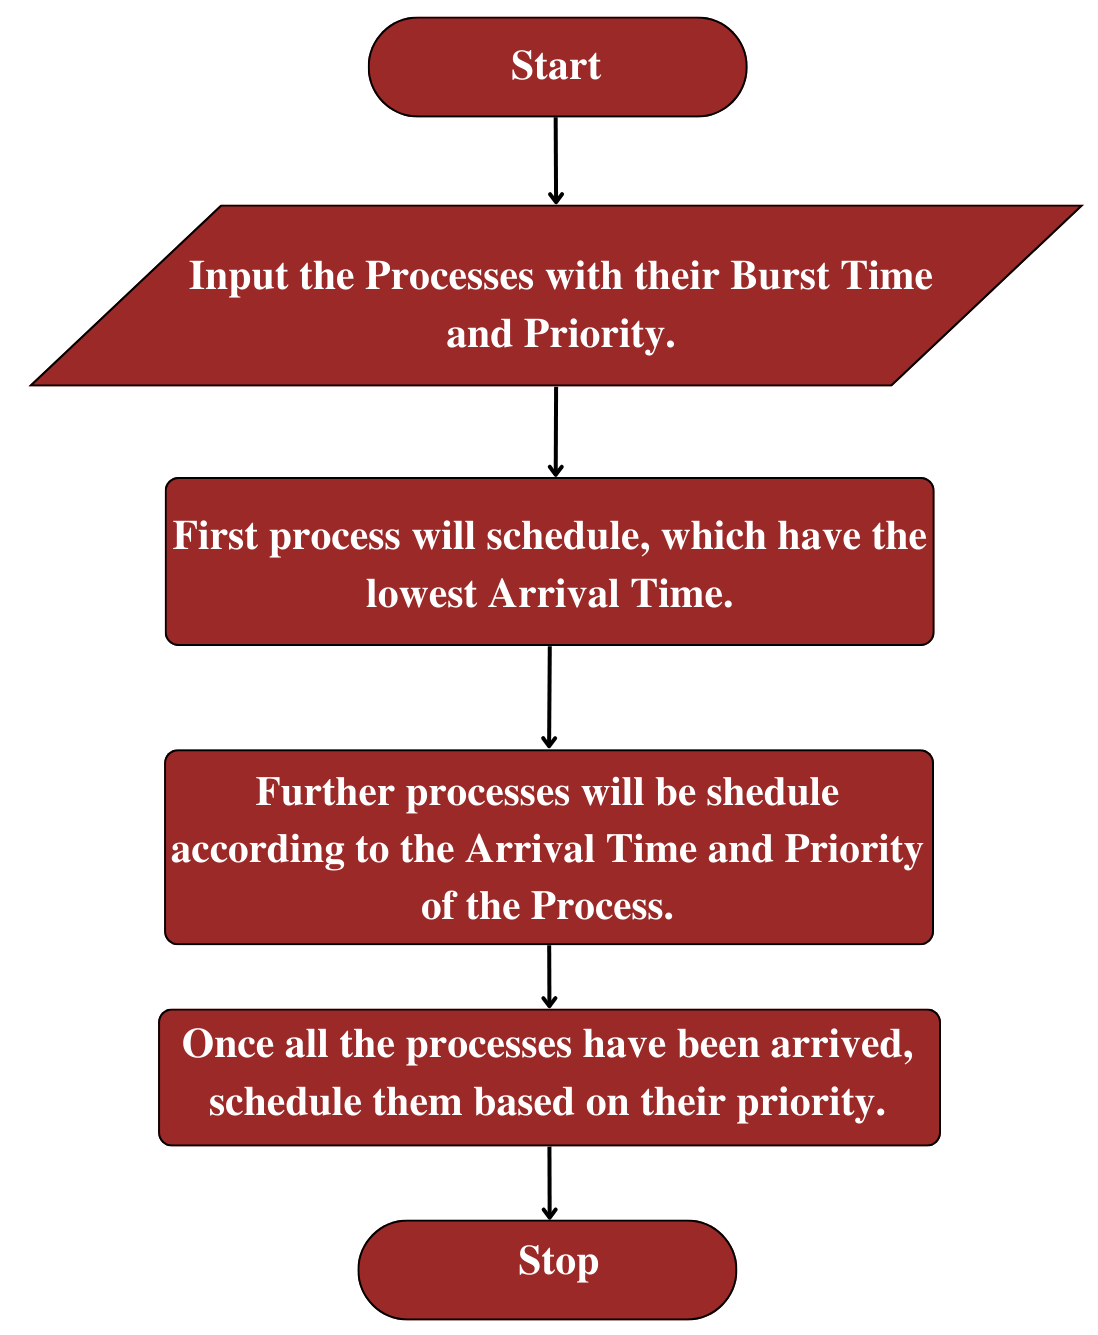 Start
Input the Processes with their Burst Time
and Priority.
First process will schedule, which have the
lowest Arrival Time.
Further processes will be shedule
according to the Arrival Time and Priority
of the Process.
Once all the processes have been arrived,
schedule them based on their priority.
Stop